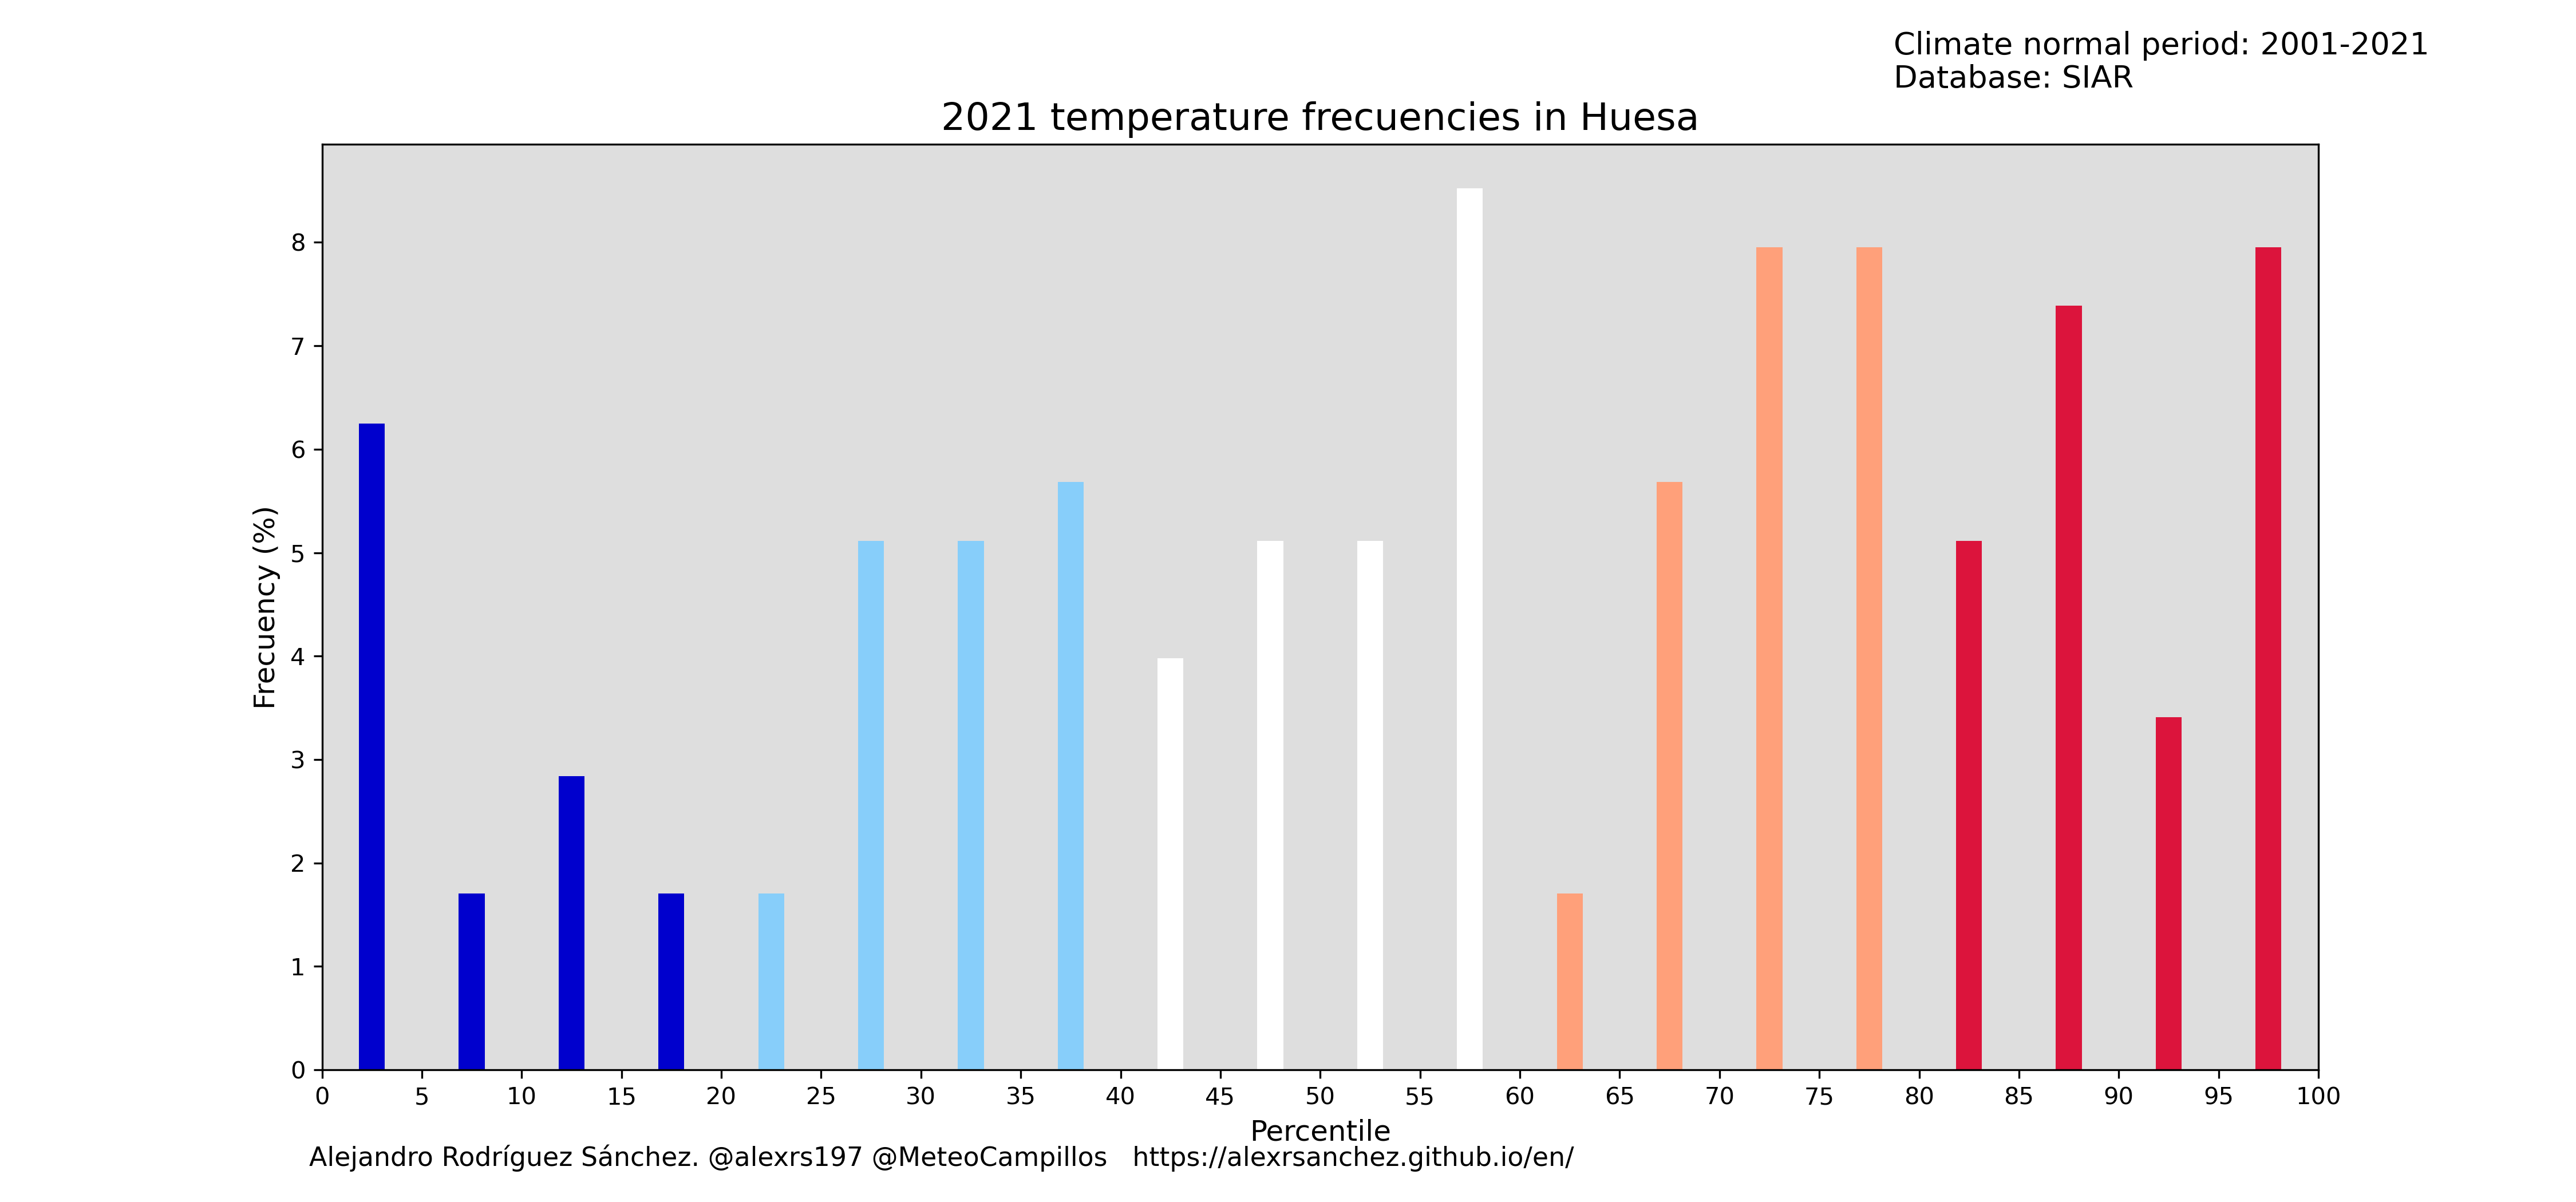 Climate normal period: 2001-2021
Database: SIAR
2021 temperature frecuencies in Huesa
8
7
6
5
4
3
2
1
0
Frecuency (%)
0 5 10 15 20 25 30 35 40 45 50 55 60 65 70 75 80 85 90 95 100
Percentile
Alejandro Rodríguez Sánchez. @alexrs197 @MeteoCampillos https://alexrsanchez.github.io/en/